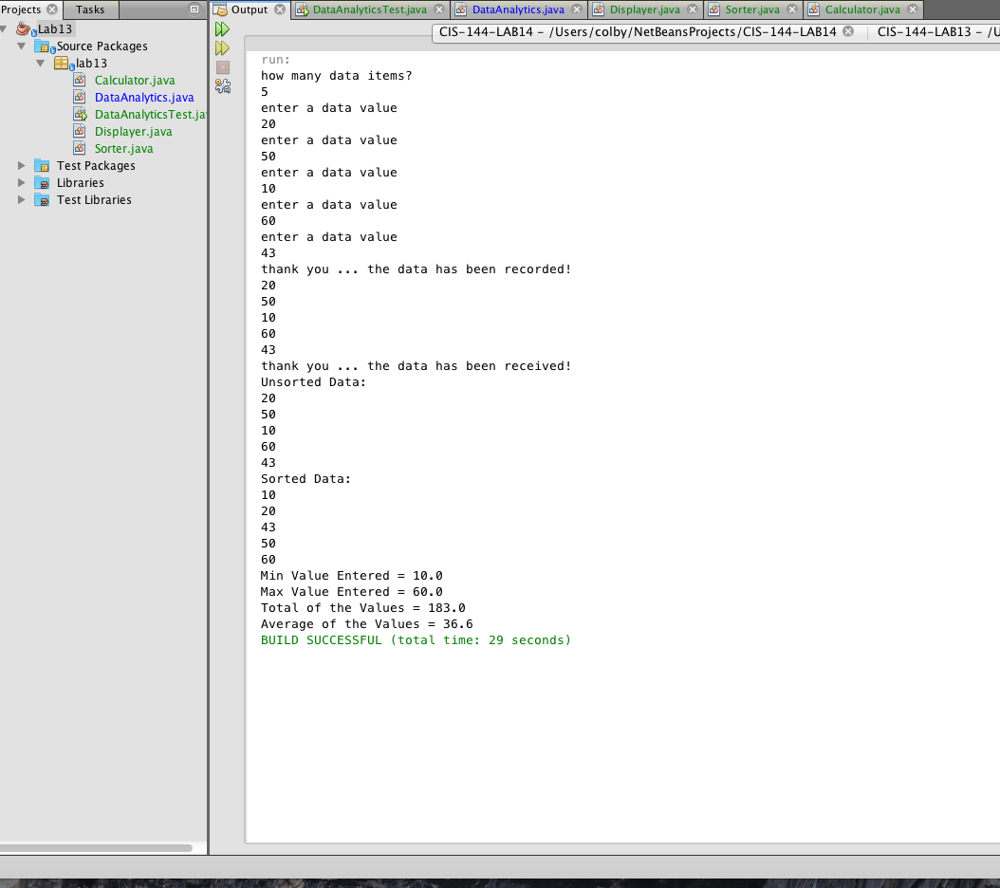 Projects
Tasks
Lab13
Source Packages
lab13
Calculator.java
DataAnalytics.java
DataAnalyticsTest.ja
Displayer.java
Sorter.java
Test Packages
Libraries
Test Libraries
Output
DataAnalyticsTest.java
DataAnalytics.java
Displayer.java
Sorter.java
Calculator.java
CIS-144-LAB14 – /Users/colby/NetBeansProjects/CIS-144-LAB14
CIS-144-LAB13 – /U
run:
how many data items?
5
enter a data value
20
enter a data value
50
enter a data value
10
enter a data value
60
enter a data value
43
thank you ... the data has been recorded!
20
50
10
60
43
thank you ... the data has been received!
Unsorted Data:
20
50
10
60
43
Sorted Data:
10
20
43
50
60
Min Value Entered = 10.0
Max Value Entered = 60.0
Total of the Values = 183.0
Average of the Values = 36.6
BUILD SUCCESSFUL (total time: 29 seconds)